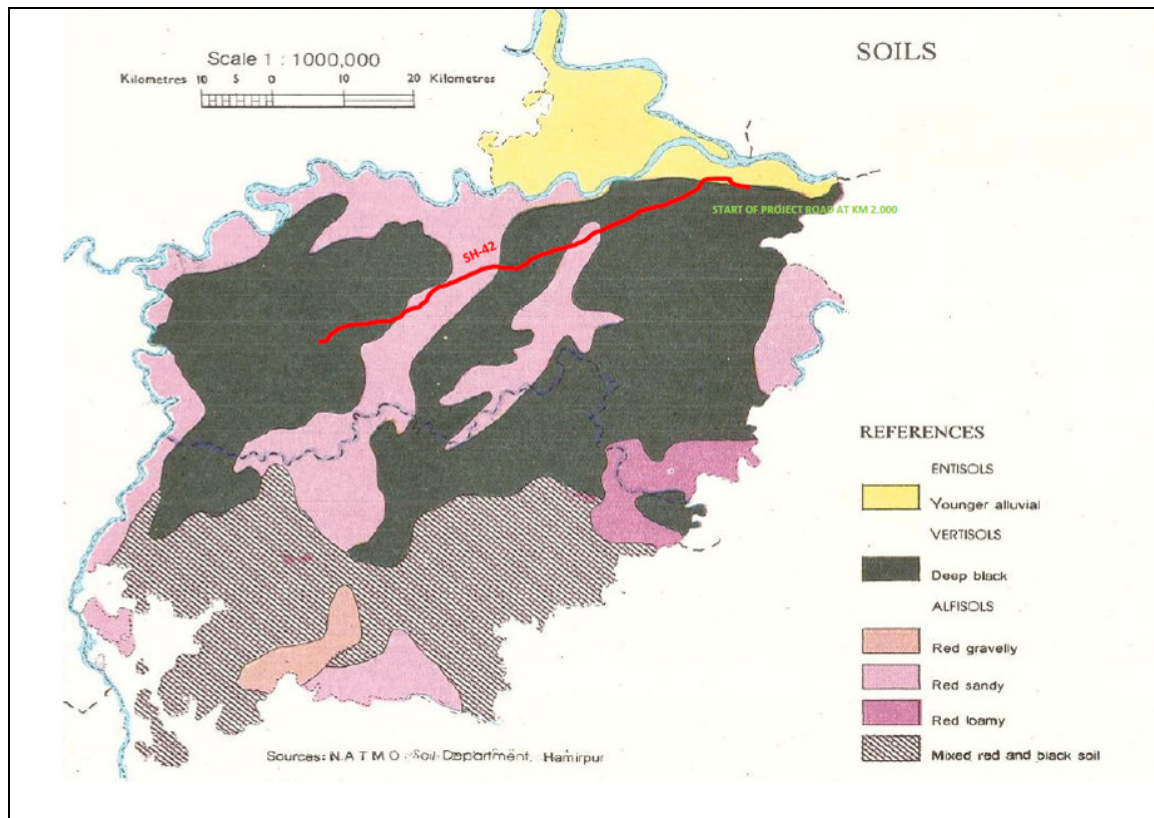 SOILS
Scale 1 : 1000,000
Kilometres 10 5 0 10 20 Kilometres
START OF PROJECT ROAD AT KM 2.000
SH-42
REFERENCES
ENTISOLS
Younger alluvial
VERTISOLS
Deep black
ALFISOLS
Red gravelly
Red sandy
Red loamy
Mixed red and black soil
Sources: N.A T M O - Soil Department, Hamirpur